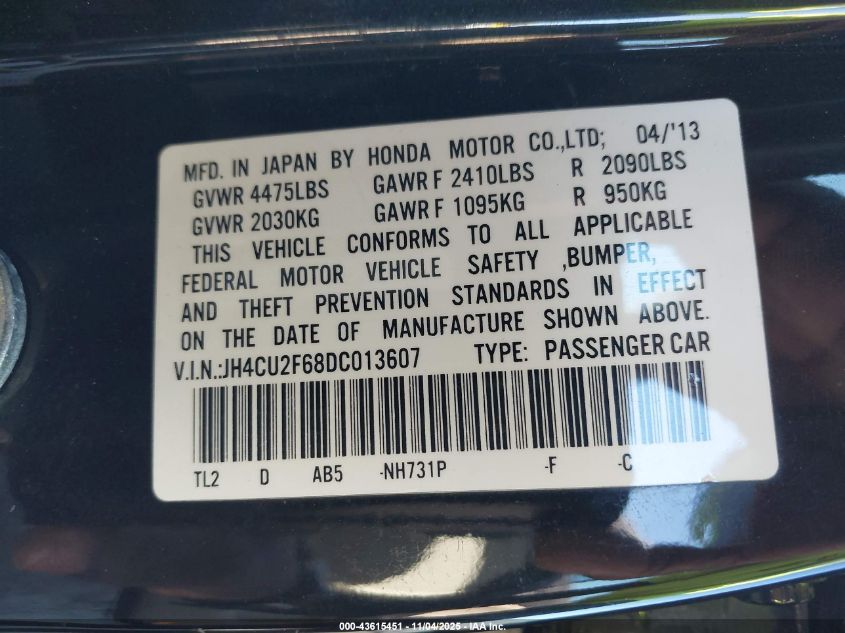 MFD. IN JAPAN BY HONDA MOTOR CO.,LTD; 04/'13
GVWR 4475LBS GAWR F 2410LBS R 2090LBS
GVWR 2030KG GAWR F 1095KG R 950KG
THIS VEHICLE CONFORMS TO ALL APPLICABLE
FEDERAL MOTOR VEHICLE SAFETY ,BUMPER,
AND THEFT PREVENTION STANDARDS IN EFFECT
ON THE DATE OF MANUFACTURE SHOWN ABOVE.
V.I.N.:JH4CU2F68DC013607 TYPE: PASSENGER CAR
TL2 D AB5 -NH731P -F -C
000-43615451 - 11/04/2025 - IAA Inc.